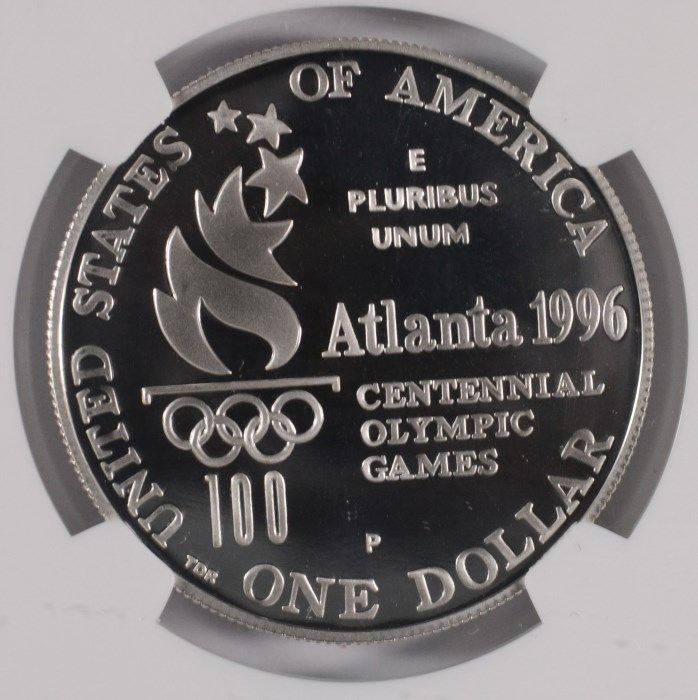 UNITED STATES OF AMERICA
E
PLURIBUS
UNUM
Atlanta 1996
CENTENNIAL
OLYMPIC
GAMES
100
P
TDR
ONE DOLLAR